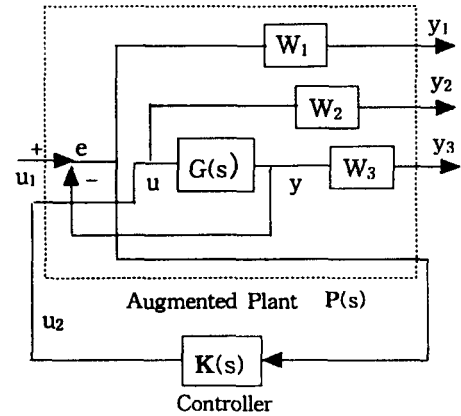 W₁ y₁
W₂ y₂
+ e
u₁ − u G(s) y W₃ y₃
Augmented Plant P(s)
u₂
K(s)
Controller